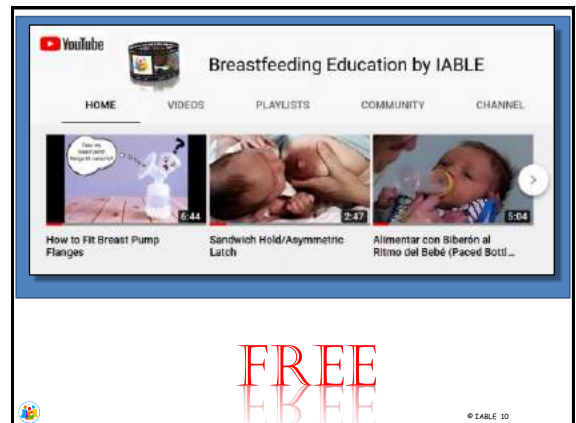 YouTube
Breastfeeding Education by IABLE
HOME VIDEOS PLAYLISTS COMMUNITY CHANNEL
6:44
2:47
5:04
How to Fit Breast Pump
Flanges
Sandwich Hold/Asymmetric
Latch
Alimentar con Biberón al
Ritmo del Bebé (Paced Bottl...
FREE
© IABLE 10